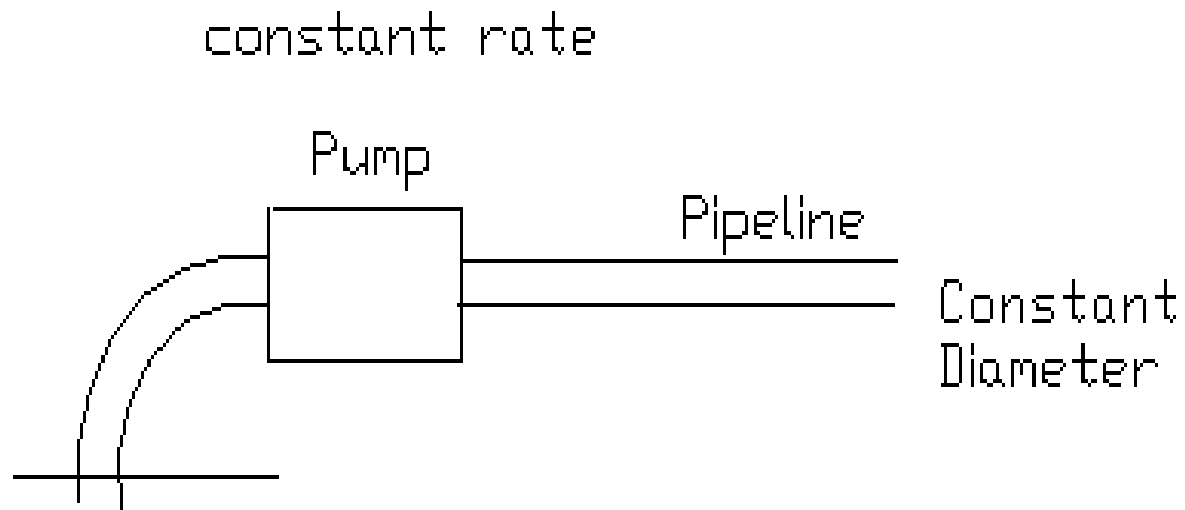 constant rate
Pump
Pipeline
Constant
Diameter